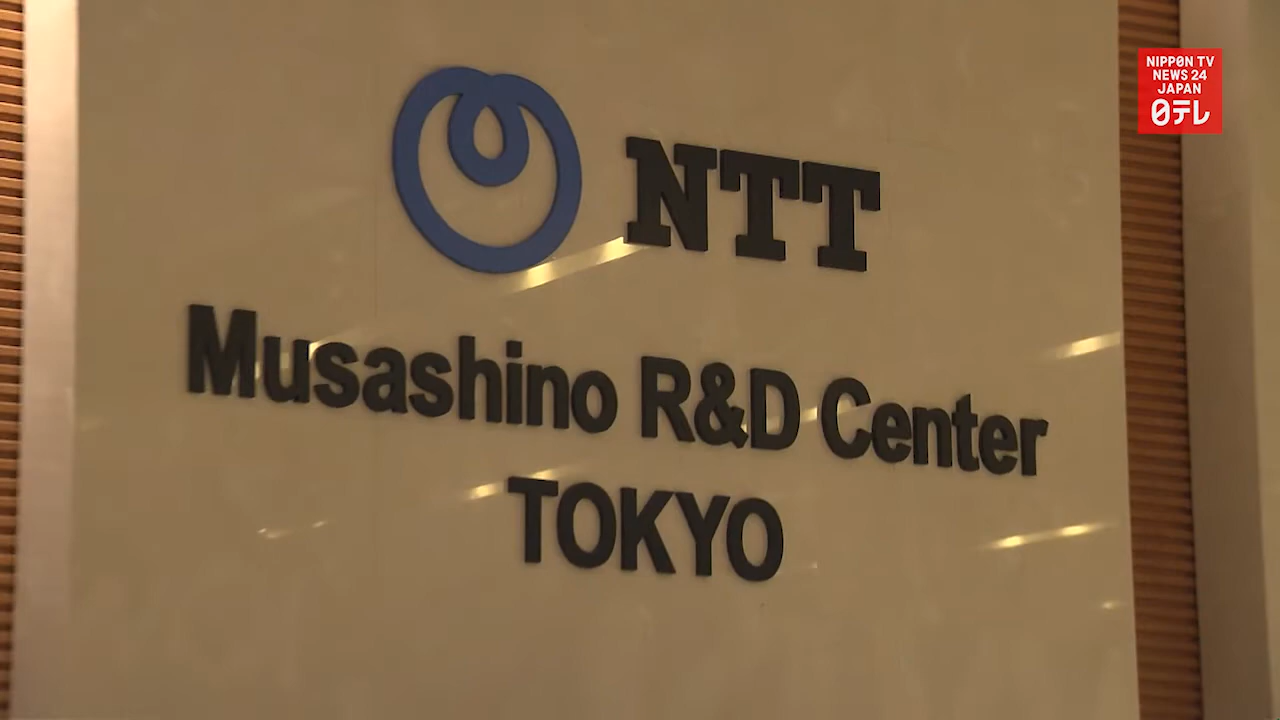 NTT
Musashino R&D Center
TOKYO
NIPPON TV
NEWS 24
JAPAN
日テレ